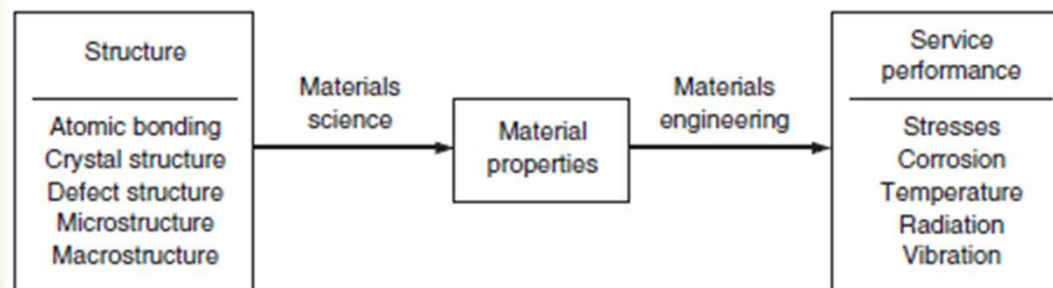 Structure
Atomic bonding
Crystal structure
Defect structure
Microstructure
Macrostructure
Materials
science
Material
properties
Materials
engineering
Service
performance
Stresses
Corrosion
Temperature
Radiation
Vibration